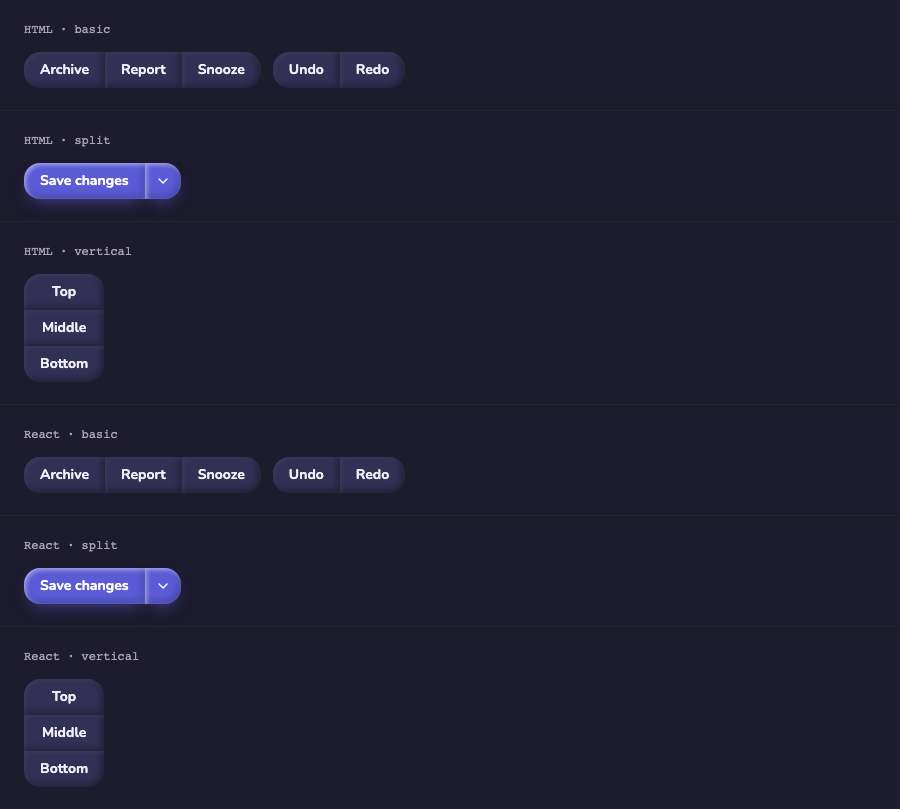 HTML · basic
Archive Report Snooze Undo Redo
HTML · split
Save changes
HTML · vertical
Top
Middle
Bottom
React · basic
Archive Report Snooze Undo Redo
React · split
Save changes
React · vertical
Top
Middle
Bottom